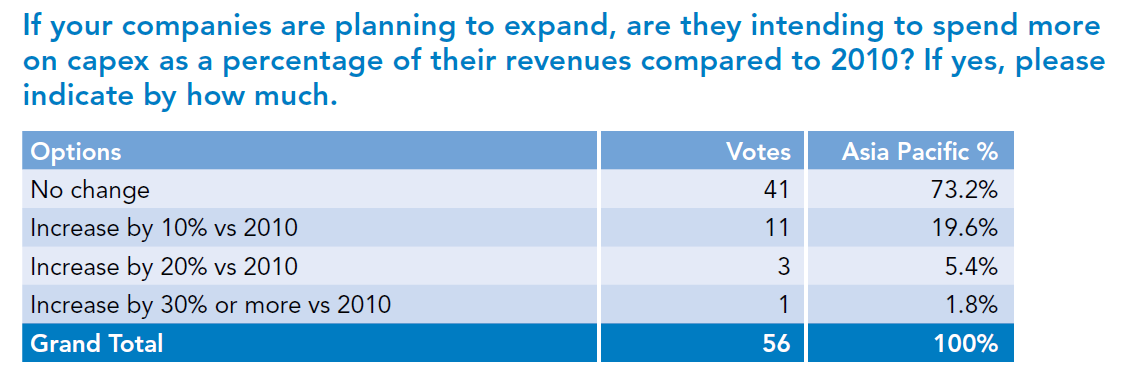 If your companies are planning to expand, are they intending to spend more
on capex as a percentage of their revenues compared to 2010? If yes, please
indicate by how much.
Options Votes Asia Pacific %
No change 41 73.2%
Increase by 10% vs 2010 11 19.6%
Increase by 20% vs 2010 3 5.4%
Increase by 30% or more vs 2010 1 1.8%
Grand Total 56 100%